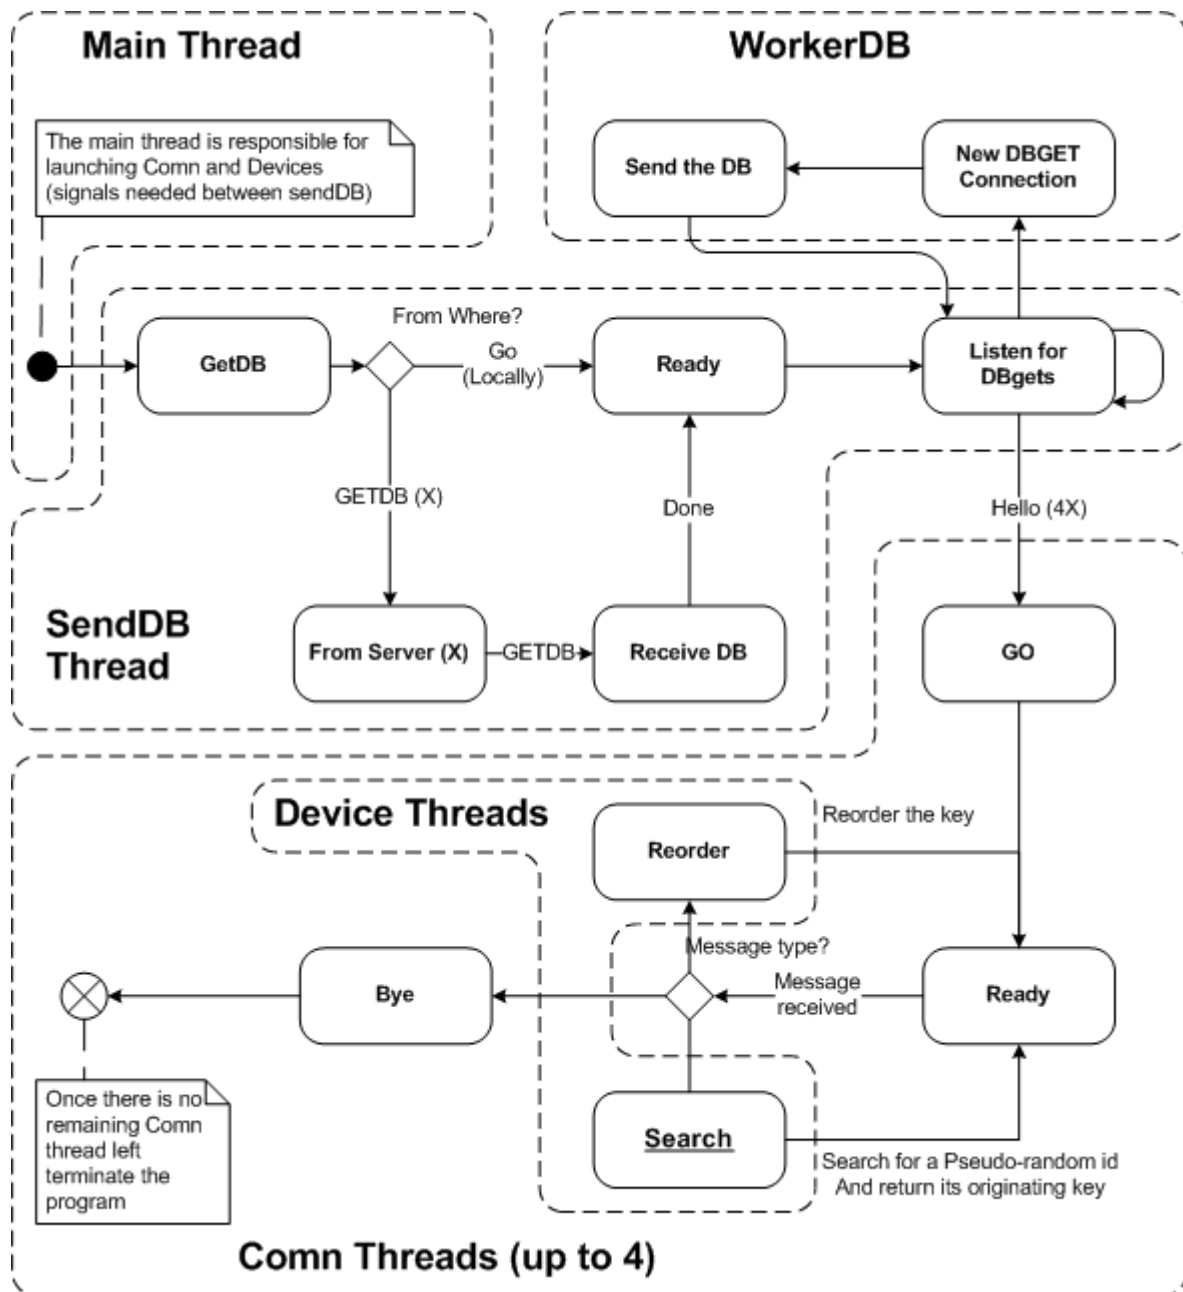 Main Thread
WorkerDB
The main thread is responsible for
launching Comn and Devices
(signals needed between sendDB)
Send the DB
New DBGET
Connection
From Where?
GetDB
Go
(Locally)
Ready
Listen for
DBgets
GETDB (X)
Done
Hello (4X)
SendDB
Thread
From Server (X)
GETDB
Receive DB
GO
Device Threads
Reorder the key
Reorder
Message type?
Bye
Message
received
Ready
Once there is no
remaining Comn
thread left
terminate the
program
Search
Search for a Pseudo-random id
And return its originating key
Comn Threads (up to 4)